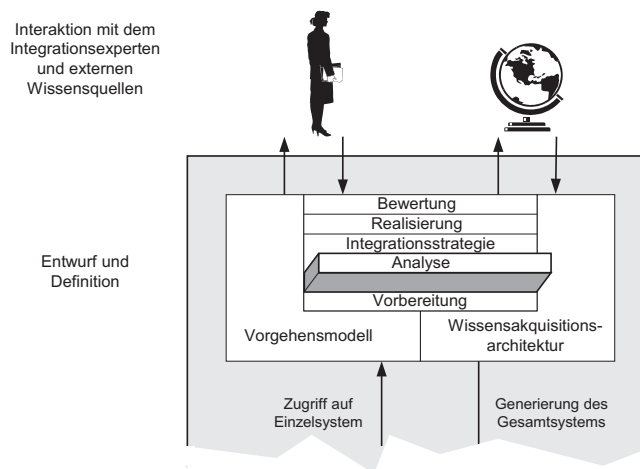 Interaktion mit dem
Integrationsexperten
und externen
Wissensquellen
Entwurf und
Definition
Bewertung
Realisierung
Integrationsstrategie
Analyse
Vorbereitung
Vorgehensmodell
Wissensakquisitions-
architektur
Zugriff auf
Einzelsystem
Generierung des
Gesamtsystems